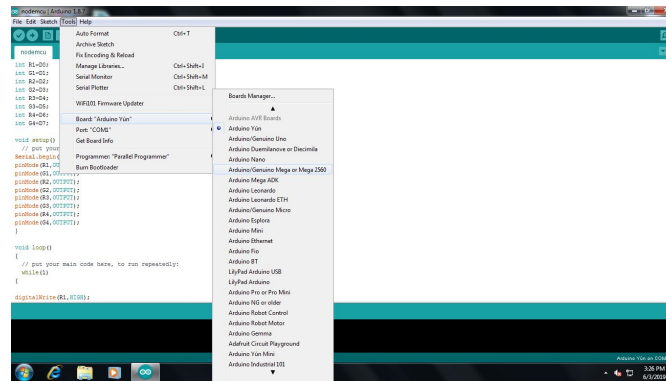 nodemcu | Arduino 1.8.7
File Edit Sketch Tools Help
nodemcu
int R1=D0;
int G1=D1;
int R2=D2;
int G2=D3;
int R3=D4;
int G3=D5;
int R4=D6;
int G4=D7;
void setup()
// put your
Serial.begin(
pinMode(R1,OU
pinMode(G1,OUTPUT);
pinMode(R2,OUTPUT);
pinMode(G2,OUTPUT);
pinMode(R3,OUTPUT);
pinMode(G3,OUTPUT);
pinMode(R4,OUTPUT);
pinMode(G4,OUTPUT);
}
void loop()
{
// put your main code here, to run repeatedly:
while(1)
{
digitalWrite(R1,HIGH);
Auto Format Ctrl+T
Archive Sketch
Fix Encoding & Reload
Manage Libraries... Ctrl+Shift+I
Serial Monitor Ctrl+Shift+M
Serial Plotter Ctrl+Shift+L
WiFi101 Firmware Updater
Board: "Arduino Yún"
Port: "COM1"
Get Board Info
Programmer: "Parallel Programmer"
Burn Bootloader
Boards Manager...
Arduino AVR Boards
Arduino Yún
Arduino/Genuino Uno
Arduino Duemilanove or Diecimila
Arduino Nano
Arduino/Genuino Mega or Mega 2560
Arduino Mega ADK
Arduino Leonardo
Arduino Leonardo ETH
Arduino/Genuino Micro
Arduino Esplora
Arduino Mini
Arduino Ethernet
Arduino Fio
Arduino BT
LilyPad Arduino USB
LilyPad Arduino
Arduino Pro or Pro Mini
Arduino NG or older
Arduino Robot Control
Arduino Robot Motor
Arduino Gemma
Adafruit Circuit Playground
Arduino Yún Mini
Arduino Industrial 101
Arduino Yún on COM
3:26 PM
6/3/2019